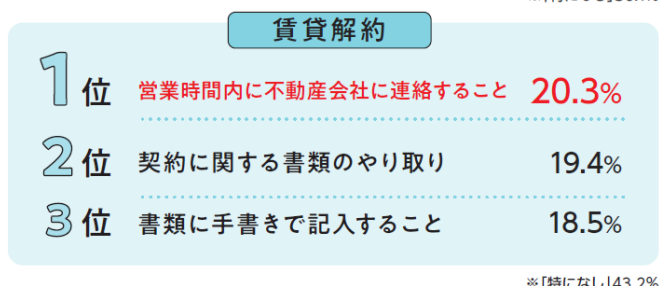 賃貸解約
1位 営業時間内に不動産会社に連絡すること 20.3%
2位 契約に関する書類のやり取り 19.4%
3位 書類に手書きで記入すること 18.5%
※「特になし」43.2%